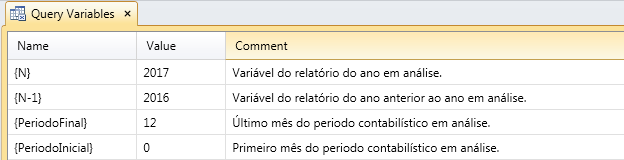 Query Variables ×
Name Value Comment
{N} 2017 Variável do relatório do ano em análise.
{N-1} 2016 Variável do relatório do ano anterior ao ano em análise.
{PeriodoFinal} 12 Último mês do periodo contabilístico em análise.
{PeriodoInicial} 0 Primeiro mês do periodo contabilístico em análise.